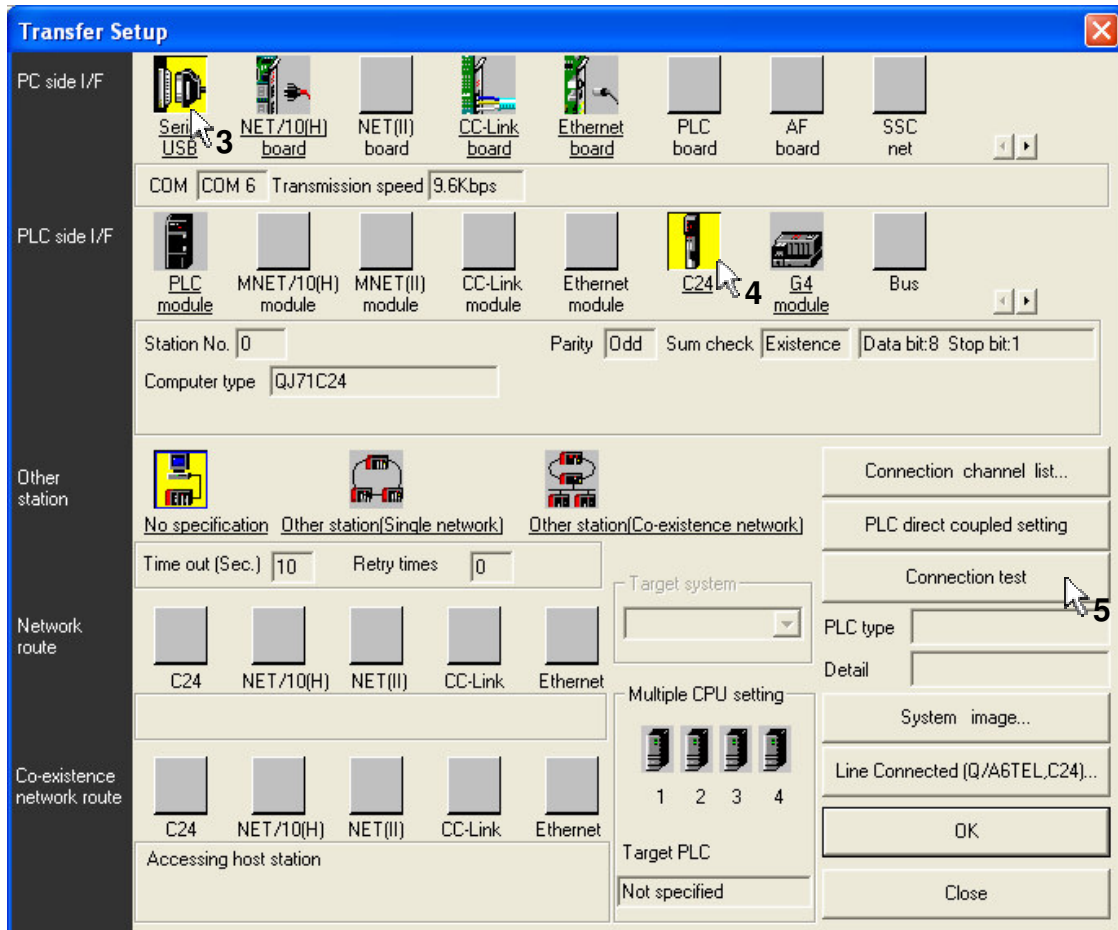 Transfer Setup
PC side I/F
Seri
USB
3
NET/10(H)
board
NET(II)
board
CC-Link
board
Ethernet
board
PLC
board
AF
board
SSC
net
COM COM 6 Transmission speed 9.6Kbps
PLC side I/F
PLC
module
MNET/10(H)
module
MNET(II)
module
CC-Link
module
Ethernet
module
C24
4
G4
module
Bus
Station No. 0 Parity Odd Sum check Existence Data bit:8 Stop bit:1
Computer type QJ71C24
Other
station
No specification
Other station(Single network)
Other station(Co-existence network)
Connection channel list...
PLC direct coupled setting
Connection test
5
Time out (Sec.) 10 Retry times 0
Target system
PLC type
Detail
Network
route
C24 NET/10(H) NET(II) CC-Link Ethernet
Multiple CPU setting
1 2 3 4
System image...
Line Connected (Q/A6TEL,C24)...
Co-existence
network route
C24 NET/10(H) NET(II) CC-Link Ethernet
Accessing host station
Target PLC
Not specified
OK
Close